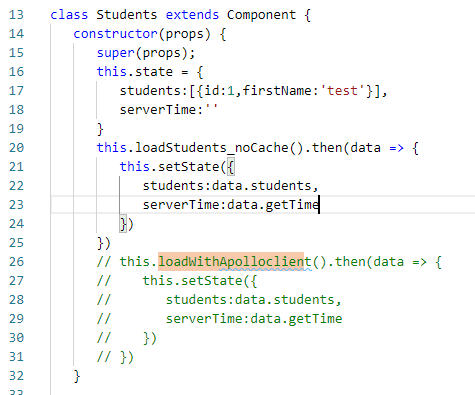 13 class Students extends Component {
14     constructor(props) {
15         super(props);
16         this.state = {
17             students:[{id:1,firstName:'test'}],
18             serverTime:''
19         }
20         this.loadStudents_noCache().then(data => {
21             this.setState({
22                 students:data.students,
23                 serverTime:data.getTime
24             })
25         })
26         // this.loadWithApolloclient().then(data => {
27         //     this.setState({
28         //         students:data.students,
29         //         serverTime:data.getTime
30         //     })
31         // })
32     }